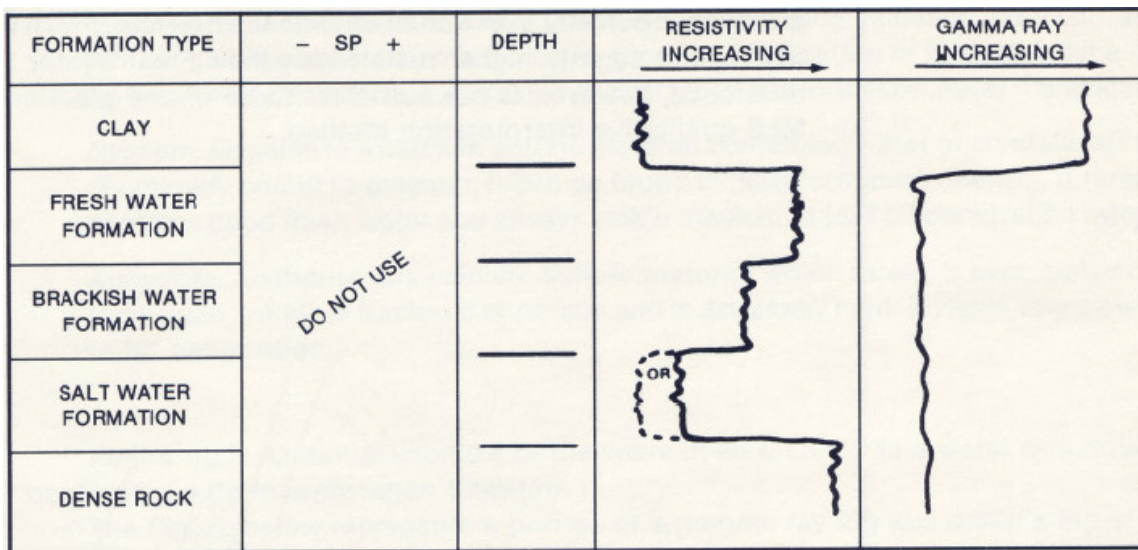 FORMATION TYPE
– SP +
DEPTH
RESISTIVITY
INCREASING
GAMMA RAY
INCREASING
CLAY
FRESH WATER
FORMATION
DO NOT USE
BRACKISH WATER
FORMATION
SALT WATER
FORMATION
OR
DENSE ROCK